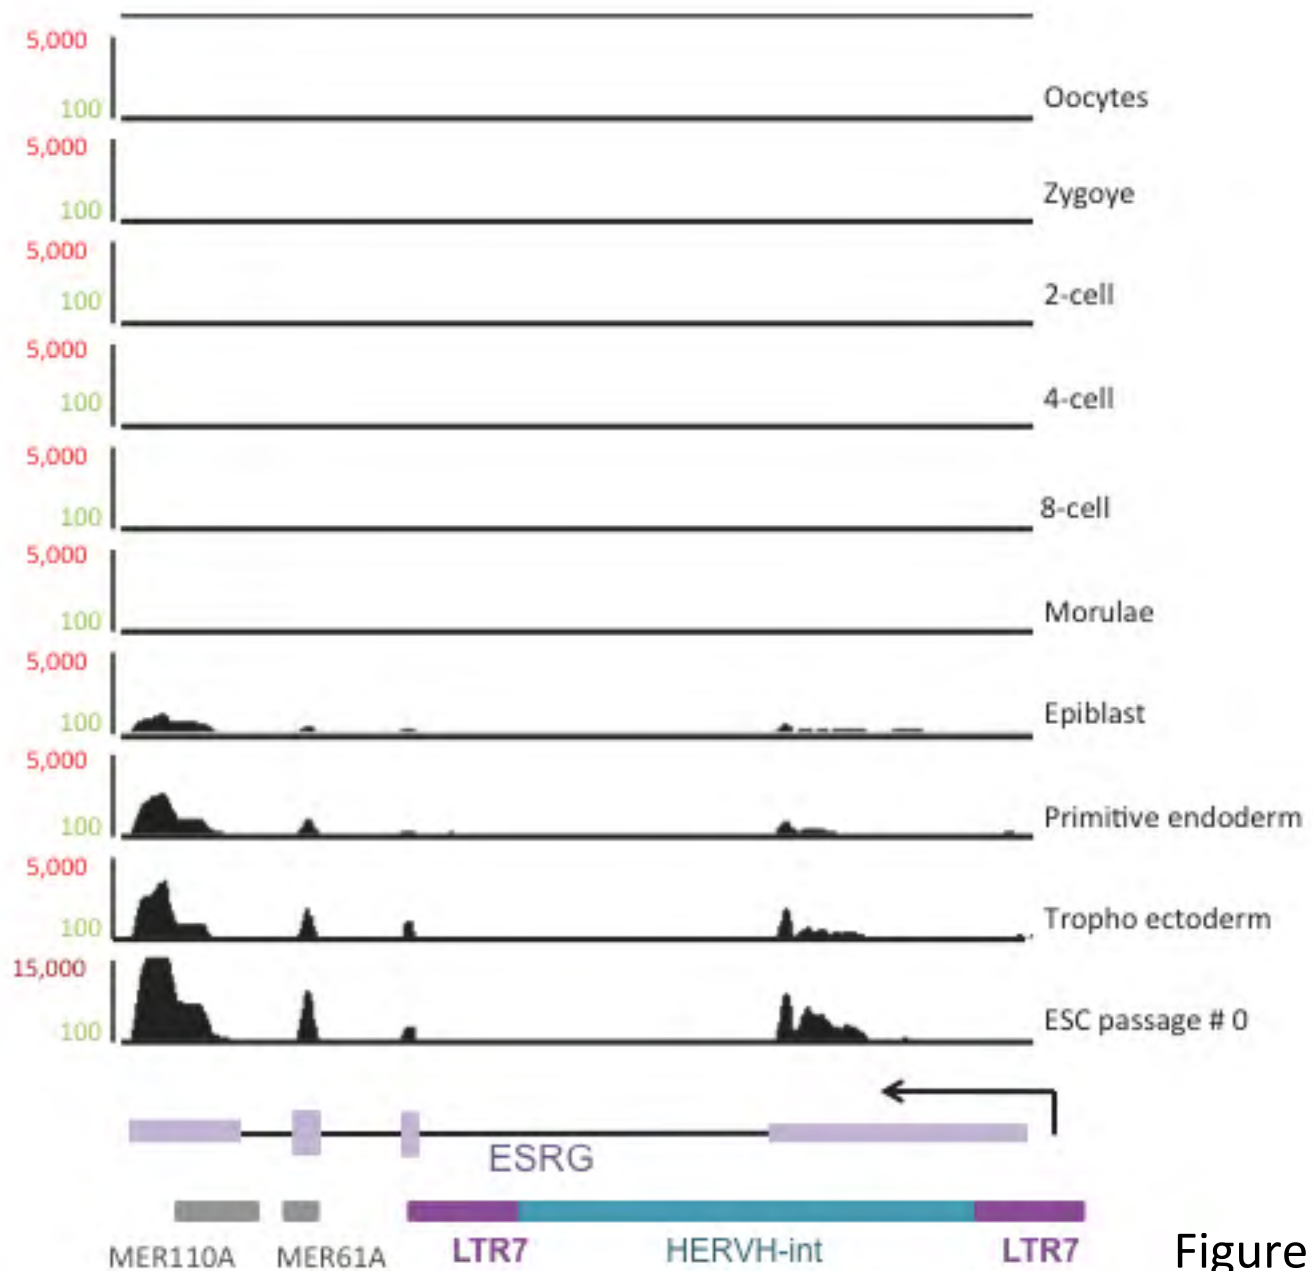 5,000
100
Oocytes
5,000
100
Zygoye
5,000
100
2-cell
5,000
100
4-cell
5,000
100
8-cell
5,000
100
Morulae
5,000
100
Epiblast
5,000
100
Primitive endoderm
5,000
100
Tropho ectoderm
15,000
100
ESC passage # 0
ESRG
MER110A MER61A LTR7 HERVH-int LTR7
Figure